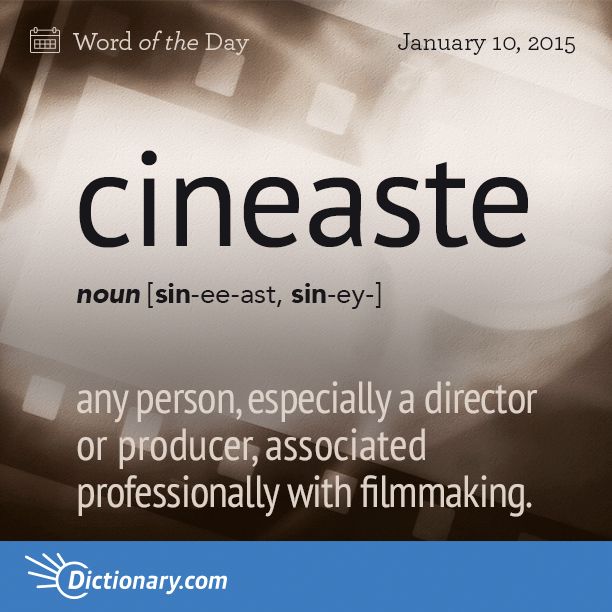 Word of the Day
January 10, 2015
cineaste
noun [sin-ee-ast, sin-ey-]
any person, especially a director
or producer, associated
professionally with filmmaking.
Dictionary.com